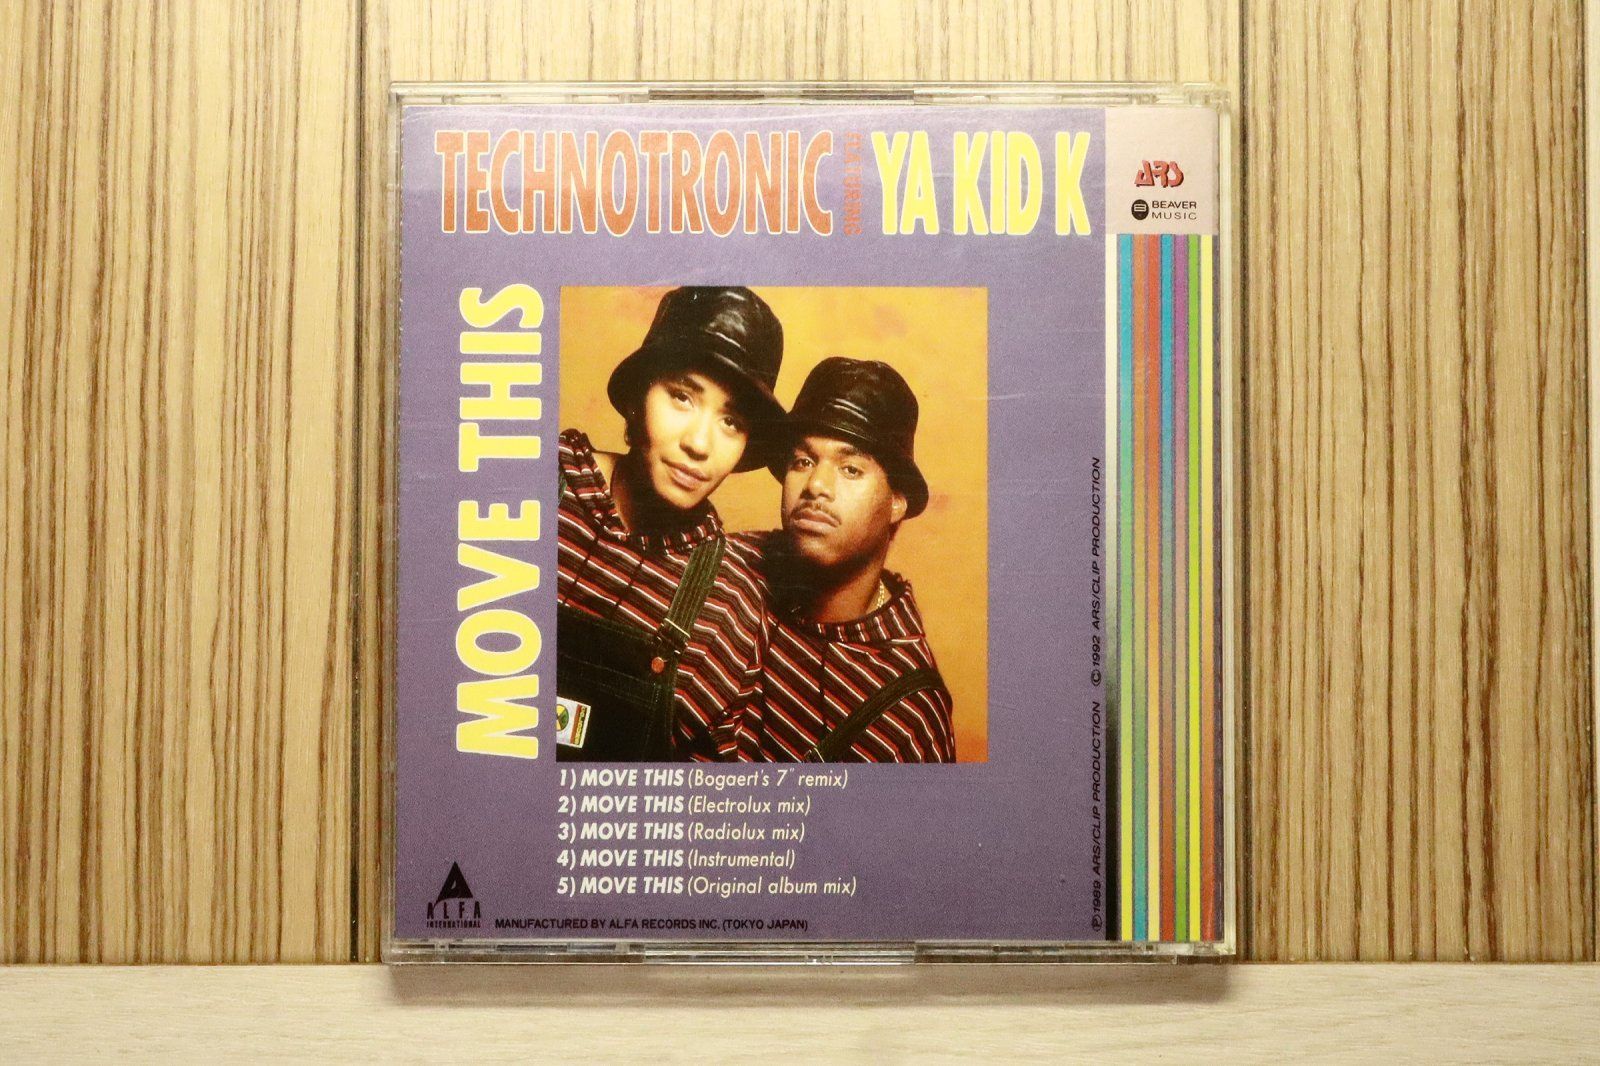 TECHNOTRONIC FEATURING YA KID K
ARS
BEAVER
MUSIC
MOVE THIS
1) MOVE THIS (Bogaert's 7" remix)
2) MOVE THIS (Electrolux mix)
3) MOVE THIS (Radiolux mix)
4) MOVE THIS (Instrumental)
5) MOVE THIS (Original album mix)
ALFA
INTERNATIONAL
MANUFACTURED BY ALFA RECORDS INC. (TOKYO JAPAN)
Ⓟ1989 ARS/CLIP PRODUCTION ©1992 ARS/CLIP PRODUCTION